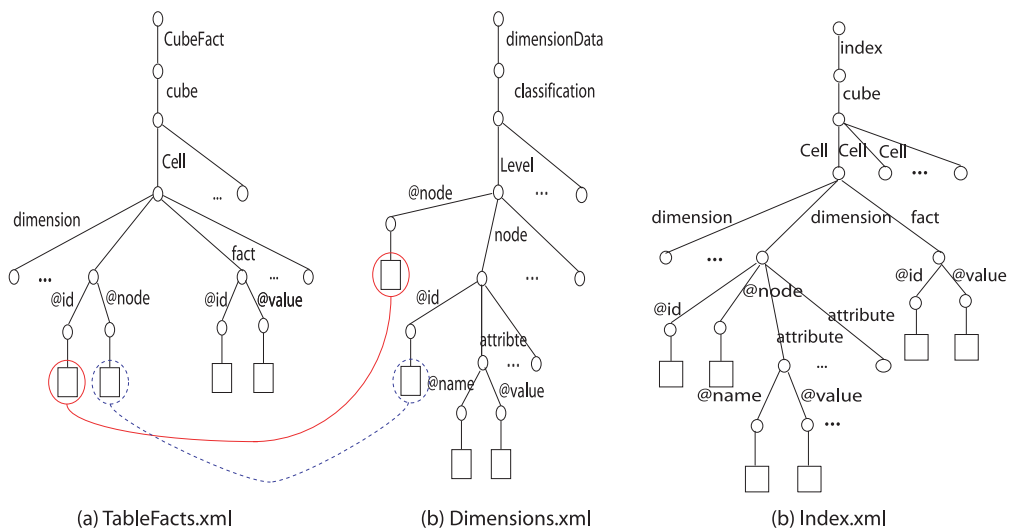 CubeFact
cube
Cell
...
dimension
...
fact
...
@id
@node
@id
@value
(a) TableFacts.xml
dimensionData
classification
Level
...
@node
node
...
@id
attribte
...
@name
@value
(b) Dimensions.xml
index
cube
Cell Cell Cell
...
dimension
dimension
fact
...
@id
@node
@id
@value
attribute
attribute
...
@name
@value
...
(b) Index.xml